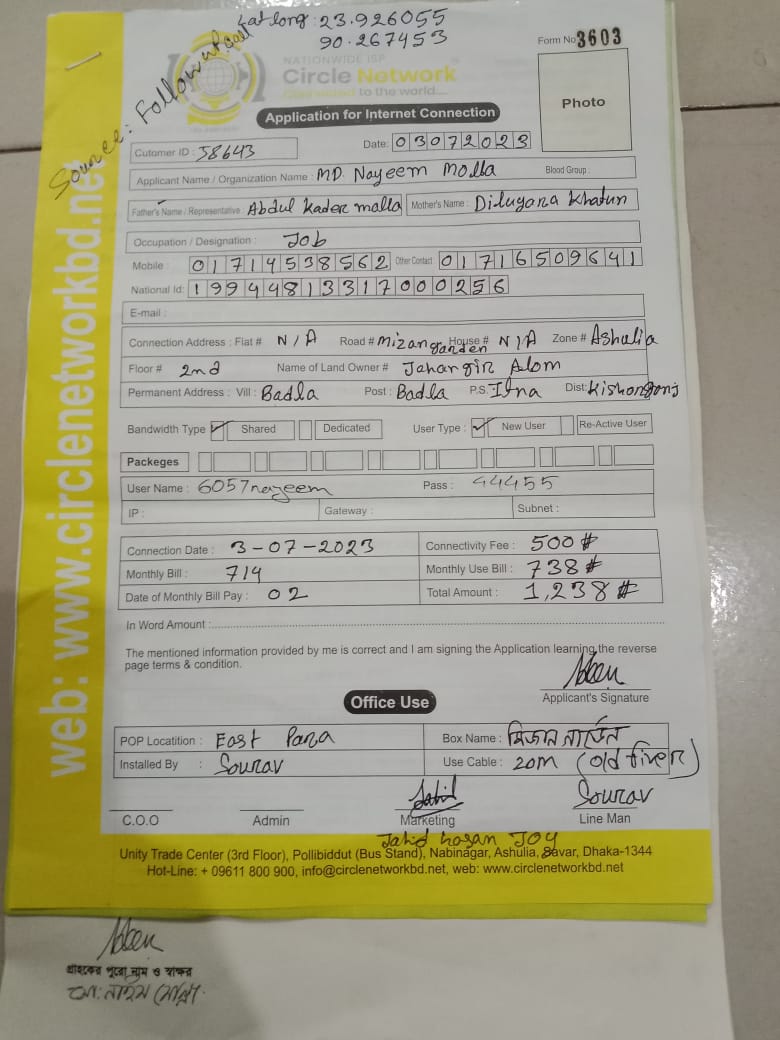 Lat long: 23.926055
90.267453
Source: Follow up call
Form No 3603
NATIONWIDE ISP
Circle Network
Connected to the world...
Photo
Application for Internet Connection
Cutomer ID : 58643
Date: 03072023
Applicant Name / Organization Name : MD. Nayeem Molla Blood Group :
Father's Name / Representative : Abdul Kader molla Mother's Name : Dilugara Khatun
Occupation / Designation : Job
Mobile : 01714538562 Other Contact 01716509641
National Id: 19944813317000256
E-mail :
Connection Address : Flat # N/A Road # Mizan garden House # N/A Zone # Ashulia
Floor # 2nd Name of Land Owner # Jahangir Alom
Permanent Address : Vill : Badla Post : Badla P.S. Itna Dist: Kishorgonj
Bandwidth Type ✓ Shared Dedicated User Type : ✓ New User Re-Active User
Packeges
User Name : 6057nayeem Pass : 44455
IP : Gateway : Subnet :
Connection Date : 3-07-2023 Connectivity Fee : 500#
Monthly Bill : 714 Monthly Use Bill : 738#
Date of Monthly Bill Pay : 02 Total Amount : 1,238#
In Word Amount :
The mentioned information provided by me is correct and I am signing the Application learning the reverse
page terms & condition.
Applicant's Signature
Office Use
POP Locatition : East Para Box Name : মিজান গার্ডেন
Installed By : Sourav Use Cable : 20m (old fiver)
Jahid Sourav
C.O.O Admin Marketing Line Man
Jahid hasan Joy
Unity Trade Center (3rd Floor), Pollibiddut (Bus Stand), Nabinagar, Ashulia, Savar, Dhaka-1344
Hot-Line: + 09611 800 900, info@circlenetworkbd.net, web: www.circlenetworkbd.net
web: www.circlenetworkbd.net
গ্রাহকের পুরো নাম ও স্বাক্ষর
মো: নাইম মোল্লা